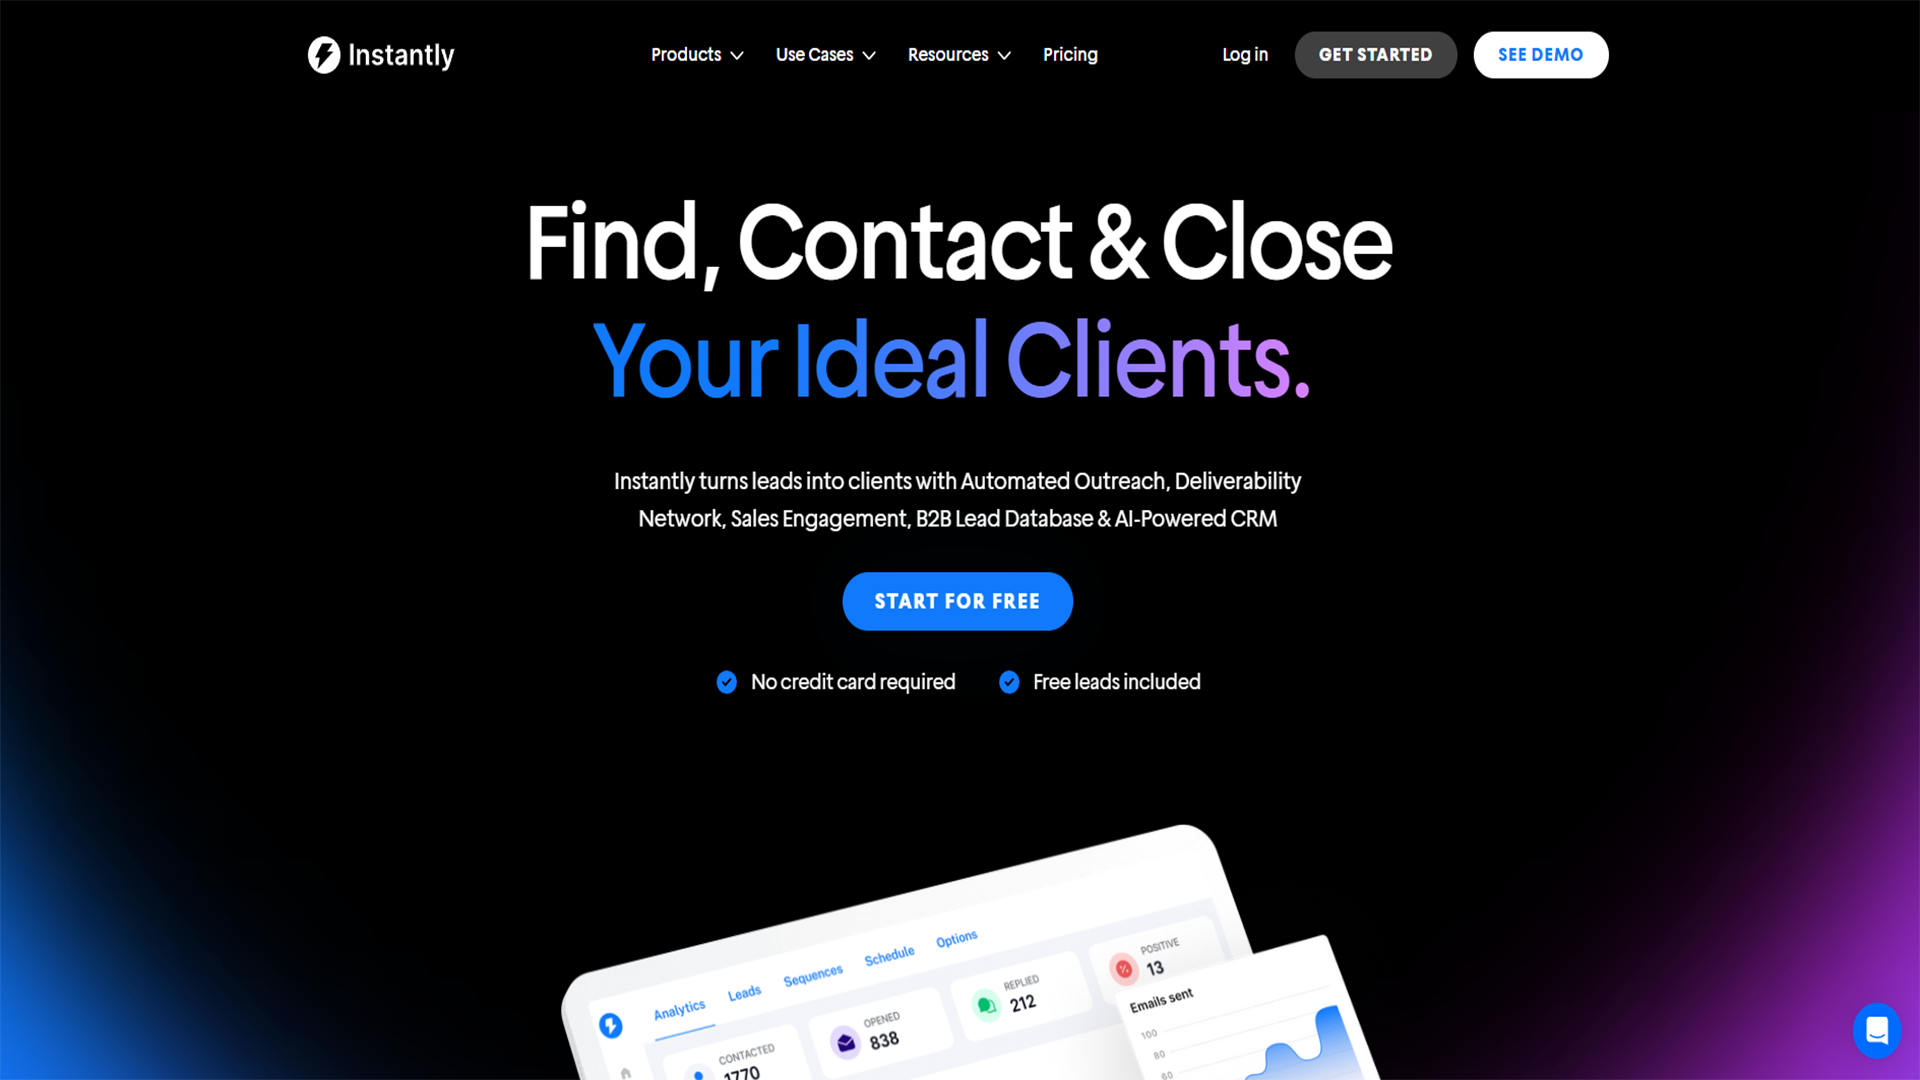 Instantly
Products
Use Cases
Resources
Pricing
Log in
GET STARTED
SEE DEMO
Find, Contact & Close
Your Ideal Clients.
Instantly turns leads into clients with Automated Outreach, Deliverability
Network, Sales Engagement, B2B Lead Database & AI-Powered CRM
START FOR FREE
No credit card required
Free leads included
Analytics
Leads
Sequences
Schedule
Options
CONTACTED
1770
OPENED
838
REPLIED
212
POSITIVE
13
Emails sent
100
80
60